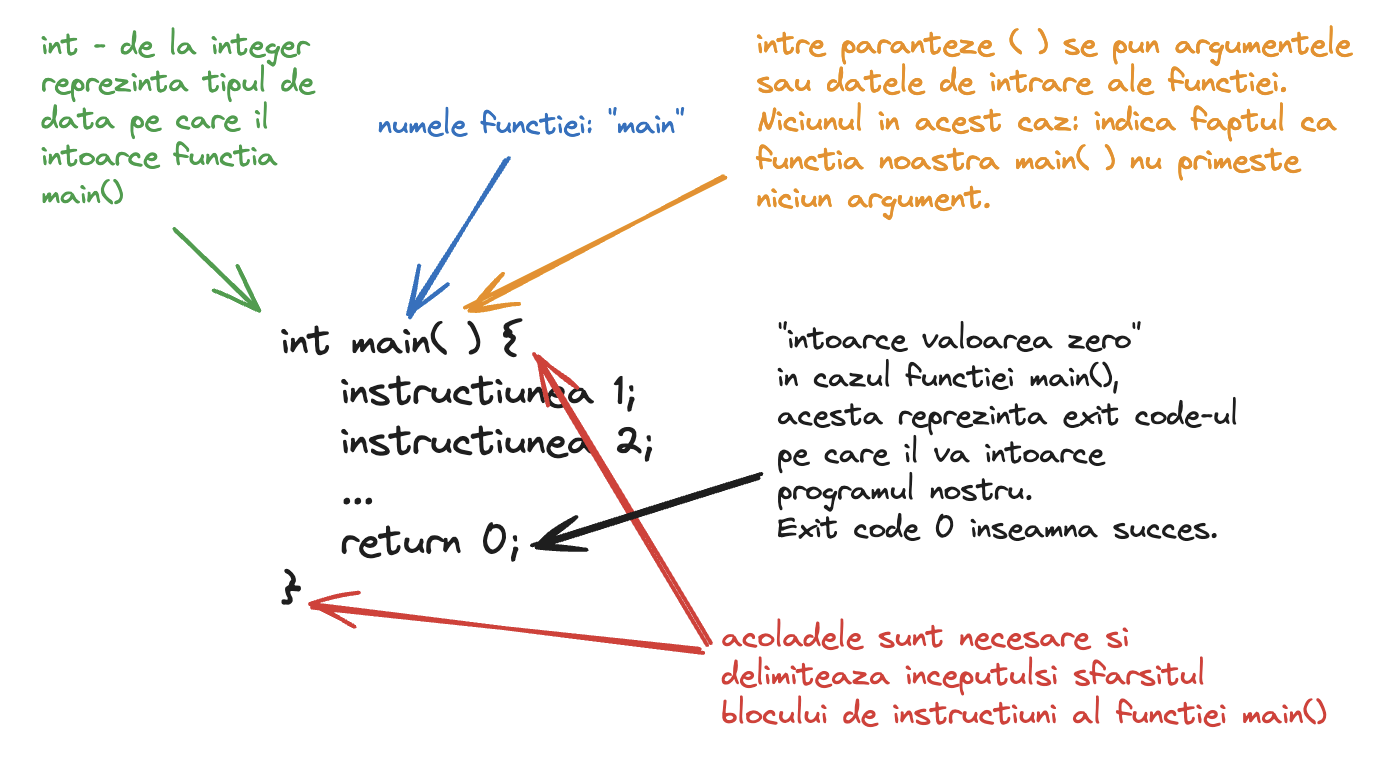 int - de la integer
reprezinta tipul de
data pe care il
intoarce functia
main()
numele functiei: "main"
intre paranteze ( ) se pun argumentele
sau datele de intrare ale functiei.
Niciunul in acest caz: indica faptul ca
functia noastra main( ) nu primeste
niciun argument.
int main( ) {
instructiunea 1;
instructiunea 2;
...
return 0;
}
"intoarce valoarea zero"
in cazul functiei main(),
acesta reprezinta exit code-ul
pe care il va intoarce
programul nostru.
Exit code 0 inseamna succes.
acoladele sunt necesare si
delimiteaza inceputulsi sfarsitul
blocului de instructiuni al functiei main()